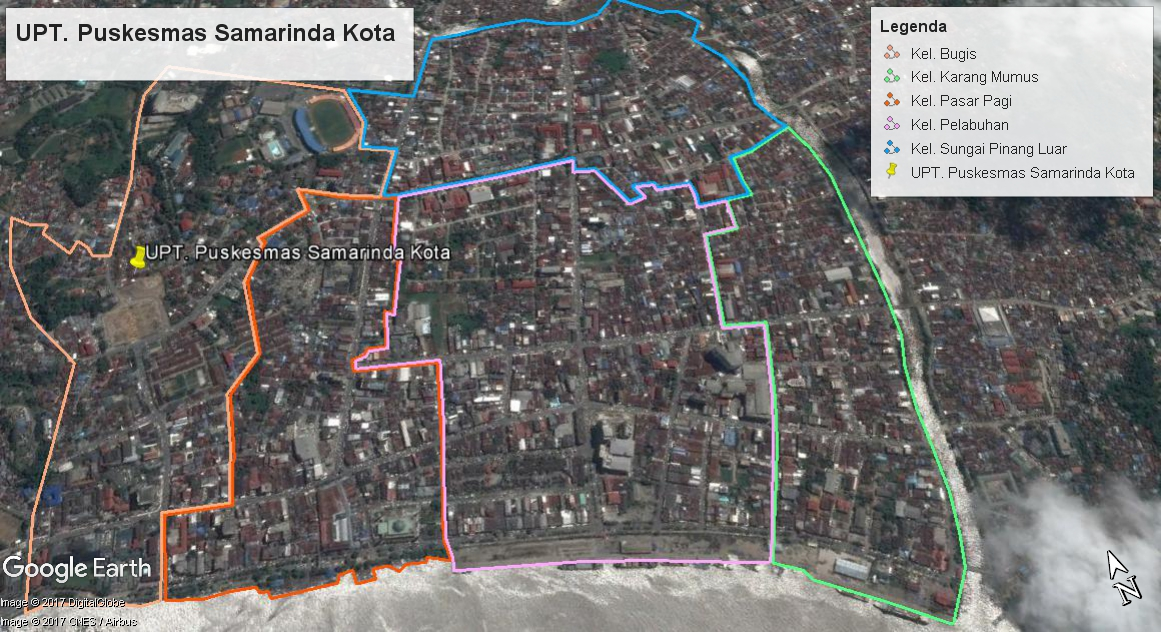 UPT. Puskesmas Samarinda Kota
Legenda
Kel. Bugis
Kel. Karang Mumus
Kel. Pasar Pagi
Kel. Pelabuhan
Kel. Sungai Pinang Luar
UPT. Puskesmas Samarinda Kota
UPT. Puskesmas Samarinda Kota
Google Earth
Image © 2017 DigitalGlobe
Image © 2017 CNES / Airbus
N